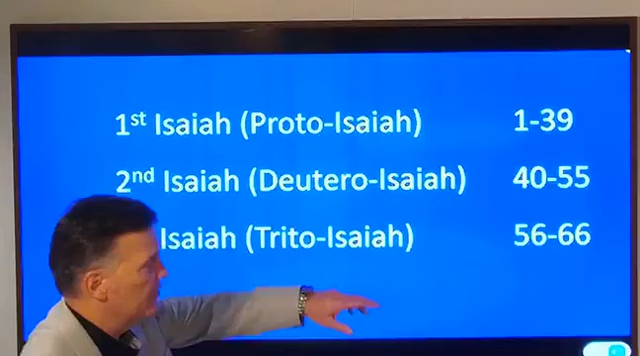 1st Isaiah (Proto-Isaiah) 1-39
2nd Isaiah (Deutero-Isaiah) 40-55
Isaiah (Trito-Isaiah) 56-66